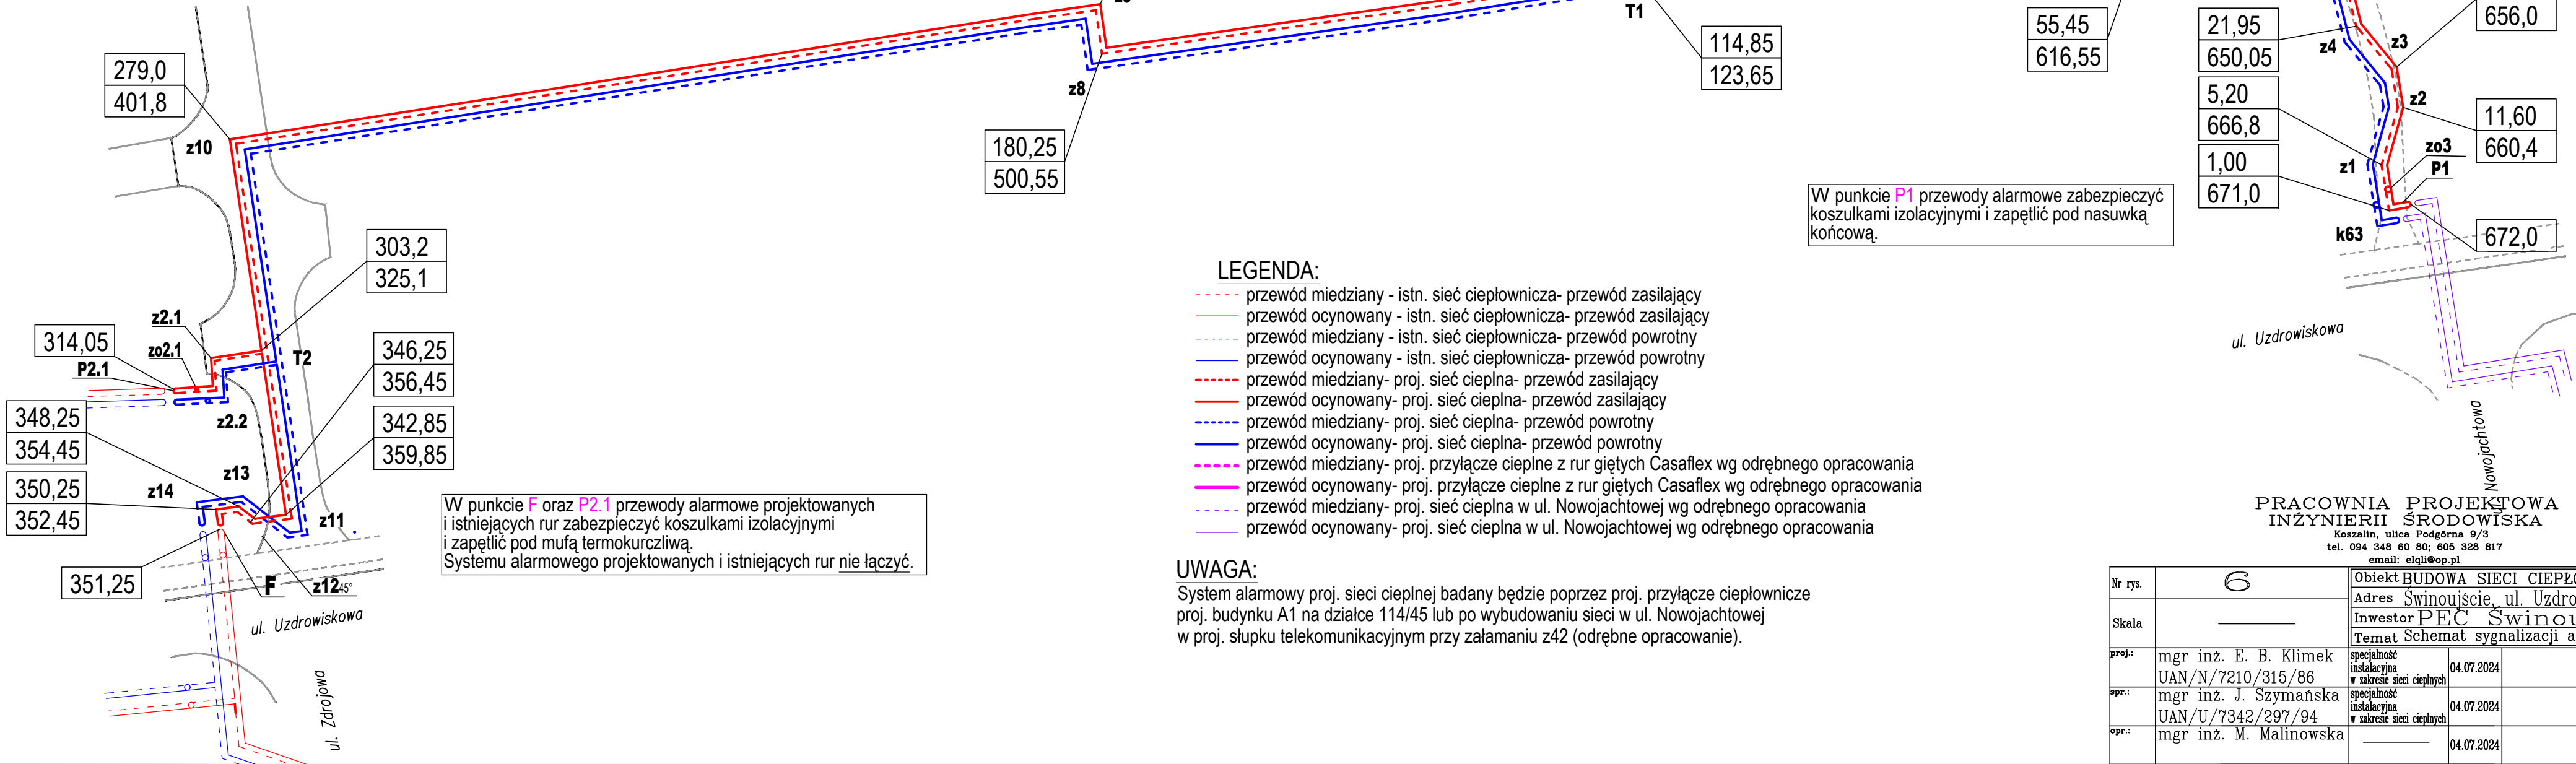 279,0
401,8
z10
z8
180,25
500,55
T1
114,85
123,65
55,45
616,55
21,95
650,05
z4
z3
656,0
5,20
666,8
z2
11,60
660,4
1,00
671,0
z1
zo3
P1
k63
672,0
W punkcie P1 przewody alarmowe zabezpieczyć
koszulkami izolacyjnymi i zapętlić pod nasuwką
końcową.
303,2
325,1
z2.1
314,05
zo2.1
P2.1
T2
346,25
356,45
z2.2
348,25
354,45
342,85
359,85
z13
350,25
352,45
z14
z11
351,25
F
z12 45°
ul. Uzdrowiskowa
ul. Zdrojowa
W punkcie F oraz P2.1 przewody alarmowe projektowanych
i istniejących rur zabezpieczyć koszulkami izolacyjnymi
i zapętlić pod mufą termokurczliwą.
Systemu alarmowego projektowanych i istniejących rur nie łączyć.
LEGENDA:
przewód miedziany - istn. sieć ciepłownicza- przewód zasilający
przewód ocynowany - istn. sieć ciepłownicza- przewód zasilający
przewód miedziany - istn. sieć ciepłownicza- przewód powrotny
przewód ocynowany - istn. sieć ciepłownicza- przewód powrotny
przewód miedziany- proj. sieć cieplna- przewód zasilający
przewód ocynowany- proj. sieć cieplna- przewód zasilający
przewód miedziany- proj. sieć cieplna- przewód powrotny
przewód ocynowany- proj. sieć cieplna- przewód powrotny
przewód miedziany- proj. przyłącze cieplne z rur giętych Casaflex wg odrębnego opracowania
przewód ocynowany- proj. przyłącze cieplne z rur giętych Casaflex wg odrębnego opracowania
przewód miedziany- proj. sieć cieplna w ul. Nowojachtowej wg odrębnego opracowania
przewód ocynowany- proj. sieć cieplna w ul. Nowojachtowej wg odrębnego opracowania
UWAGA:
System alarmowy proj. sieci cieplnej badany będzie poprzez proj. przyłącze ciepłownicze
proj. budynku A1 na działce 114/45 lub po wybudowaniu sieci w ul. Nowojachtowej
w proj. słupku telekomunikacyjnym przy załamaniu z42 (odrębne opracowanie).
ul. Uzdrowiskowa
Nowojachtowa
PRACOWNIA PROJEKTOWA
INŻYNIERII ŚRODOWISKA
Koszalin, ulica Podgórna 9/3
tel. 094 348 60 80; 605 328 817
email: elqli@op.pl
Nr rys.
6
Obiekt BUDOWA SIECI
Adres Świnoujście, ul.
Skala
Inwestor PEC
Temat Schemat sygnalizacji
proj.:
mgr inż. E. B. Klimek
UAN/N/7210/315/86
specjalność
instalacyjna
w zakresie sieci cieplnych
04.07.2024
spr.:
mgr inż. J. Szymańska
UAN/U/7342/297/94
specjalność
instalacyjna
w zakresie sieci cieplnych
04.07.2024
opr.:
mgr inż. M. Malinowska
04.07.2024